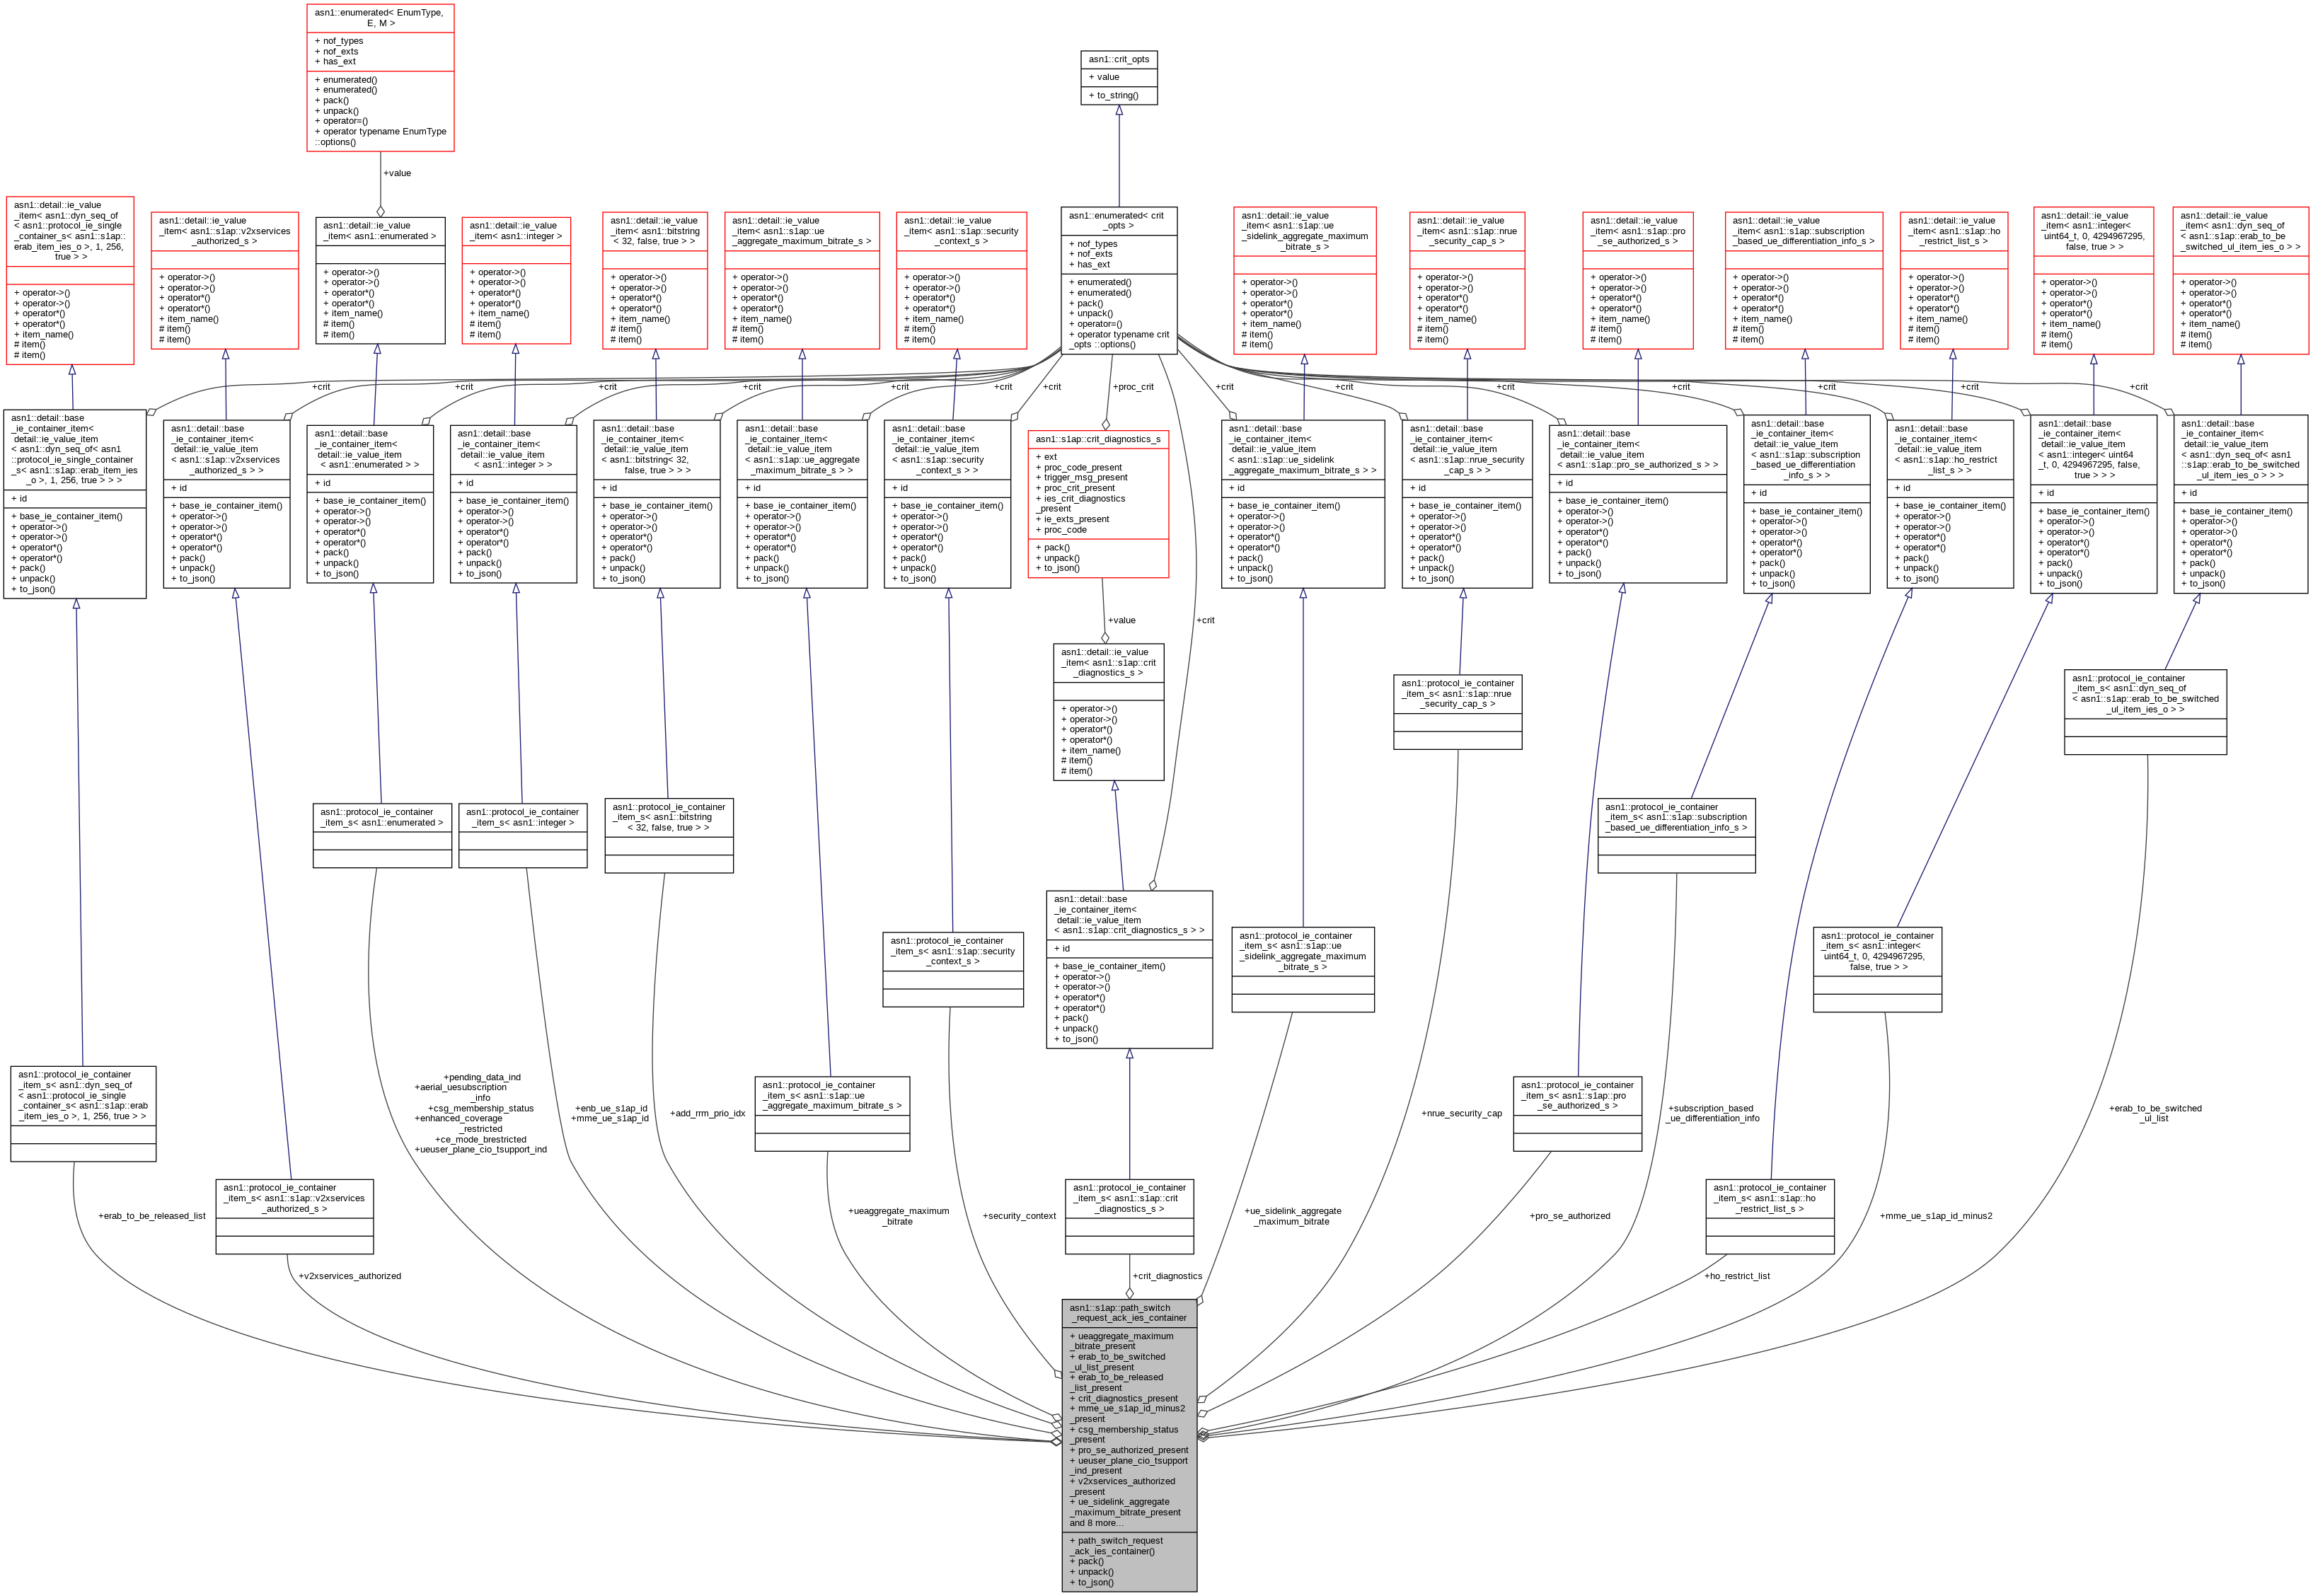 asn1::enumerated< EnumType,
E, M >
+ nof_types
+ nof_exts
+ has_ext
+ enumerated()
+ enumerated()
+ pack()
+ unpack()
+ operator=()
+ operator typename EnumType
::options()
asn1::crit_opts
+ value
+ to_string()
+value
asn1::detail::ie_value
_item< asn1::dyn_seq_of
< asn1::protocol_ie_single
_container_s< asn1::s1ap::
erab_item_ies_o >, 1, 256,
true > >
+ operator->()
+ operator->()
+ operator*()
+ operator*()
+ item_name()
# item()
# item()
asn1::detail::ie_value
_item< asn1::s1ap::v2xservices
_authorized_s >
+ operator->()
+ operator->()
+ operator*()
+ operator*()
+ item_name()
# item()
# item()
asn1::detail::ie_value
_item< asn1::enumerated >
+ operator->()
+ operator->()
+ operator*()
+ operator*()
+ item_name()
# item()
# item()
asn1::detail::ie_value
_item< asn1::integer >
+ operator->()
+ operator->()
+ operator*()
+ operator*()
+ item_name()
# item()
# item()
asn1::detail::ie_value
_item< asn1::bitstring
< 32, false, true > >
+ operator->()
+ operator->()
+ operator*()
+ operator*()
+ item_name()
# item()
# item()
asn1::detail::ie_value
_item< asn1::s1ap::ue
_aggregate_maximum_bitrate_s >
+ operator->()
+ operator->()
+ operator*()
+ operator*()
+ item_name()
# item()
# item()
asn1::detail::ie_value
_item< asn1::s1ap::security
_context_s >
+ operator->()
+ operator->()
+ operator*()
+ operator*()
+ item_name()
# item()
# item()
asn1::enumerated< crit
_opts >
+ nof_types
+ nof_exts
+ has_ext
+ enumerated()
+ enumerated()
+ pack()
+ unpack()
+ operator=()
+ operator typename crit
_opts ::options()
asn1::detail::ie_value
_item< asn1::s1ap::ue
_sidelink_aggregate_maximum
_bitrate_s >
+ operator->()
+ operator->()
+ operator*()
+ operator*()
+ item_name()
# item()
# item()
asn1::detail::ie_value
_item< asn1::s1ap::nrue
_security_cap_s >
+ operator->()
+ operator->()
+ operator*()
+ operator*()
+ item_name()
# item()
# item()
asn1::detail::ie_value
_item< asn1::s1ap::pro
_se_authorized_s >
+ operator->()
+ operator->()
+ operator*()
+ operator*()
+ item_name()
# item()
# item()
asn1::detail::ie_value
_item< asn1::s1ap::subscription
_based_ue_differentiation_info_s >
+ operator->()
+ operator->()
+ operator*()
+ operator*()
+ item_name()
# item()
# item()
asn1::detail::ie_value
_item< asn1::s1ap::ho
_restrict_list_s >
+ operator->()
+ operator->()
+ operator*()
+ operator*()
+ item_name()
# item()
# item()
asn1::detail::ie_value
_item< asn1::integer<
uint64_t, 0, 4294967295,
false, true > >
+ operator->()
+ operator->()
+ operator*()
+ operator*()
+ item_name()
# item()
# item()
asn1::detail::ie_value
_item< asn1::dyn_seq_of
< asn1::s1ap::erab_to_be
_switched_ul_item_ies_o > >
+ operator->()
+ operator->()
+ operator*()
+ operator*()
+ item_name()
# item()
# item()
+crit
+crit
+crit
+crit
+crit
+crit
+crit
+proc_crit
+crit
+crit
+crit
+crit
+crit
+crit
+crit
asn1::detail::base
_ie_container_item<
detail::ie_value_item
< asn1::dyn_seq_of< asn1
::protocol_ie_single_container
_s< asn1::s1ap::erab_item_ies
_o >, 1, 256, true > > >
+ id
+ base_ie_container_item()
+ operator->()
+ operator->()
+ operator*()
+ operator*()
+ pack()
+ unpack()
+ to_json()
asn1::detail::base
_ie_container_item<
detail::ie_value_item
< asn1::s1ap::v2xservices
_authorized_s > >
+ id
+ base_ie_container_item()
+ operator->()
+ operator->()
+ operator*()
+ operator*()
+ pack()
+ unpack()
+ to_json()
asn1::detail::base
_ie_container_item<
detail::ie_value_item
< asn1::enumerated > >
+ id
+ base_ie_container_item()
+ operator->()
+ operator->()
+ operator*()
+ operator*()
+ pack()
+ unpack()
+ to_json()
asn1::detail::base
_ie_container_item<
detail::ie_value_item
< asn1::integer > >
+ id
+ base_ie_container_item()
+ operator->()
+ operator->()
+ operator*()
+ operator*()
+ pack()
+ unpack()
+ to_json()
asn1::detail::base
_ie_container_item<
detail::ie_value_item
< asn1::bitstring< 32,
false, true > > >
+ id
+ base_ie_container_item()
+ operator->()
+ operator->()
+ operator*()
+ operator*()
+ pack()
+ unpack()
+ to_json()
asn1::detail::base
_ie_container_item<
detail::ie_value_item
< asn1::s1ap::ue_aggregate
_maximum_bitrate_s > >
+ id
+ base_ie_container_item()
+ operator->()
+ operator->()
+ operator*()
+ operator*()
+ pack()
+ unpack()
+ to_json()
asn1::detail::base
_ie_container_item<
detail::ie_value_item
< asn1::s1ap::security
_context_s > >
+ id
+ base_ie_container_item()
+ operator->()
+ operator->()
+ operator*()
+ operator*()
+ pack()
+ unpack()
+ to_json()
asn1::s1ap::crit_diagnostics_s
+ ext
+ proc_code_present
+ trigger_msg_present
+ proc_crit_present
+ ies_crit_diagnostics
_present
+ ie_exts_present
+ proc_code
+ pack()
+ unpack()
+ to_json()
asn1::detail::base
_ie_container_item<
detail::ie_value_item
< asn1::s1ap::ue_sidelink
_aggregate_maximum_bitrate_s > >
+ id
+ base_ie_container_item()
+ operator->()
+ operator->()
+ operator*()
+ operator*()
+ pack()
+ unpack()
+ to_json()
asn1::detail::base
_ie_container_item<
detail::ie_value_item
< asn1::s1ap::nrue_security
_cap_s > >
+ id
+ base_ie_container_item()
+ operator->()
+ operator->()
+ operator*()
+ operator*()
+ pack()
+ unpack()
+ to_json()
asn1::detail::base
_ie_container_item<
detail::ie_value_item
< asn1::s1ap::pro_se_authorized_s > >
+ id
+ base_ie_container_item()
+ operator->()
+ operator->()
+ operator*()
+ operator*()
+ pack()
+ unpack()
+ to_json()
asn1::detail::base
_ie_container_item<
detail::ie_value_item
< asn1::s1ap::subscription
_based_ue_differentiation
_info_s > >
+ id
+ base_ie_container_item()
+ operator->()
+ operator->()
+ operator*()
+ operator*()
+ pack()
+ unpack()
+ to_json()
asn1::detail::base
_ie_container_item<
detail::ie_value_item
< asn1::s1ap::ho_restrict
_list_s > >
+ id
+ base_ie_container_item()
+ operator->()
+ operator->()
+ operator*()
+ operator*()
+ pack()
+ unpack()
+ to_json()
asn1::detail::base
_ie_container_item<
detail::ie_value_item
< asn1::integer< uint64
_t, 0, 4294967295, false,
true > > >
+ id
+ base_ie_container_item()
+ operator->()
+ operator->()
+ operator*()
+ operator*()
+ pack()
+ unpack()
+ to_json()
asn1::detail::base
_ie_container_item<
detail::ie_value_item
< asn1::dyn_seq_of< asn1
::s1ap::erab_to_be_switched
_ul_item_ies_o > > >
+ id
+ base_ie_container_item()
+ operator->()
+ operator->()
+ operator*()
+ operator*()
+ pack()
+ unpack()
+ to_json()
+value
+crit
asn1::detail::ie_value
_item< asn1::s1ap::crit
_diagnostics_s >
+ operator->()
+ operator->()
+ operator*()
+ operator*()
+ item_name()
# item()
# item()
asn1::protocol_ie_container
_item_s< asn1::s1ap::nrue
_security_cap_s >
asn1::protocol_ie_container
_item_s< asn1::dyn_seq_of
< asn1::s1ap::erab_to_be_switched
_ul_item_ies_o > >
asn1::protocol_ie_container
_item_s< asn1::enumerated >
asn1::protocol_ie_container
_item_s< asn1::integer >
asn1::protocol_ie_container
_item_s< asn1::bitstring
< 32, false, true > >
asn1::protocol_ie_container
_item_s< asn1::s1ap::subscription
_based_ue_differentiation_info_s >
asn1::detail::base
_ie_container_item<
detail::ie_value_item
< asn1::s1ap::crit_diagnostics_s > >
+ id
+ base_ie_container_item()
+ operator->()
+ operator->()
+ operator*()
+ operator*()
+ pack()
+ unpack()
+ to_json()
asn1::protocol_ie_container
_item_s< asn1::s1ap::security
_context_s >
asn1::protocol_ie_container
_item_s< asn1::s1ap::ue
_sidelink_aggregate_maximum
_bitrate_s >
asn1::protocol_ie_container
_item_s< asn1::integer<
uint64_t, 0, 4294967295,
false, true > >
asn1::protocol_ie_container
_item_s< asn1::dyn_seq_of
< asn1::protocol_ie_single
_container_s< asn1::s1ap::erab
_item_ies_o >, 1, 256, true > >
+pending_data_ind
+aerial_uesubscription
_info
+csg_membership_status
+enhanced_coverage
_restricted
+ce_mode_brestricted
+ueuser_plane_cio_tsupport_ind
+enb_ue_s1ap_id
+mme_ue_s1ap_id
+add_rrm_prio_idx
asn1::protocol_ie_container
_item_s< asn1::s1ap::ue
_aggregate_maximum_bitrate_s >
+nrue_security_cap
asn1::protocol_ie_container
_item_s< asn1::s1ap::pro
_se_authorized_s >
+subscription_based
_ue_differentiation_info
+erab_to_be_switched
_ul_list
+erab_to_be_released_list
asn1::protocol_ie_container
_item_s< asn1::s1ap::v2xservices
_authorized_s >
+ueaggregate_maximum
_bitrate
+security_context
asn1::protocol_ie_container
_item_s< asn1::s1ap::crit
_diagnostics_s >
+ue_sidelink_aggregate
_maximum_bitrate
+pro_se_authorized
asn1::protocol_ie_container
_item_s< asn1::s1ap::ho
_restrict_list_s >
+mme_ue_s1ap_id_minus2
+v2xservices_authorized
+crit_diagnostics
+ho_restrict_list
asn1::s1ap::path_switch
_request_ack_ies_container
+ ueaggregate_maximum
_bitrate_present
+ erab_to_be_switched
_ul_list_present
+ erab_to_be_released
_list_present
+ crit_diagnostics_present
+ mme_ue_s1ap_id_minus2
_present
+ csg_membership_status
_present
+ pro_se_authorized_present
+ ueuser_plane_cio_tsupport
_ind_present
+ v2xservices_authorized
_present
+ ue_sidelink_aggregate
_maximum_bitrate_present
and 8 more...
+ path_switch_request
_ack_ies_container()
+ pack()
+ unpack()
+ to_json()